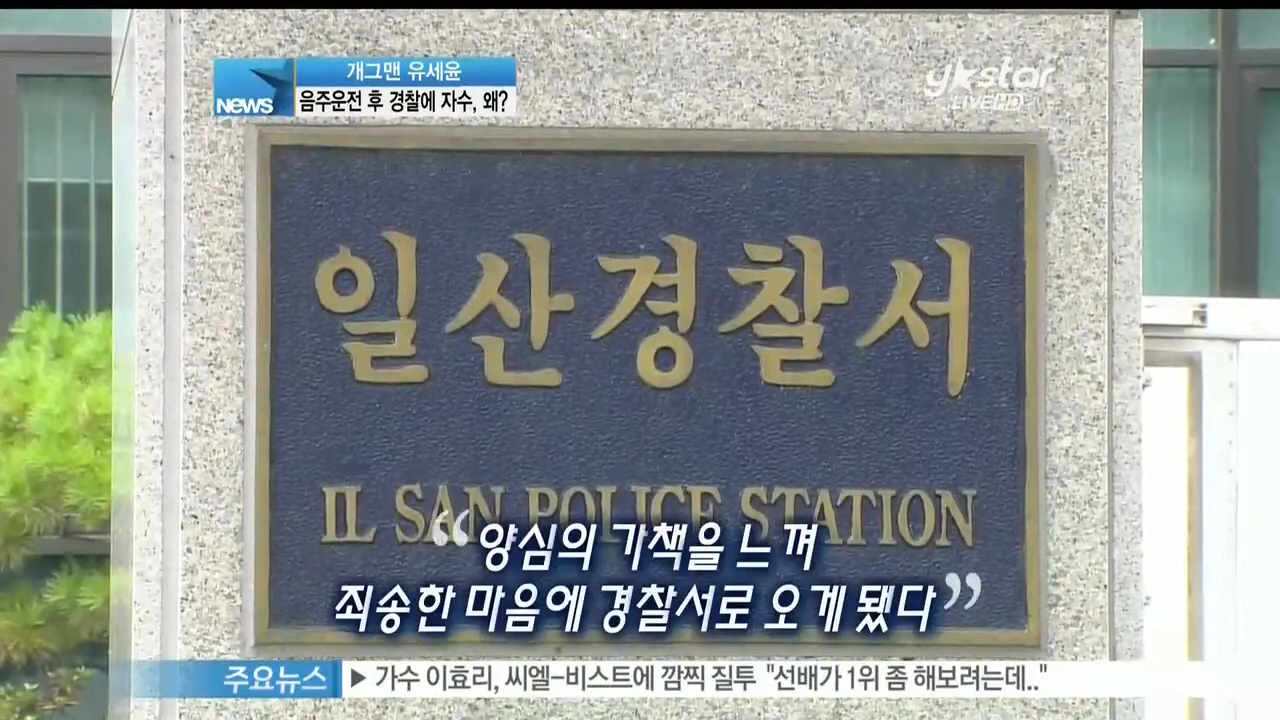 개그맨 유세윤
NEWS 음주운전 후 경찰에 자수, 왜?
y★star
LIVE HD
일산경찰서
IL SAN POLICE STATION
“양심의 가책을 느껴
죄송한 마음에 경찰서로 오게 됐다”
주요뉴스 ▶ 가수 이효리, 씨엘-비스트에 깜찍 질투 "선배가 1위 좀 해보려는데.."